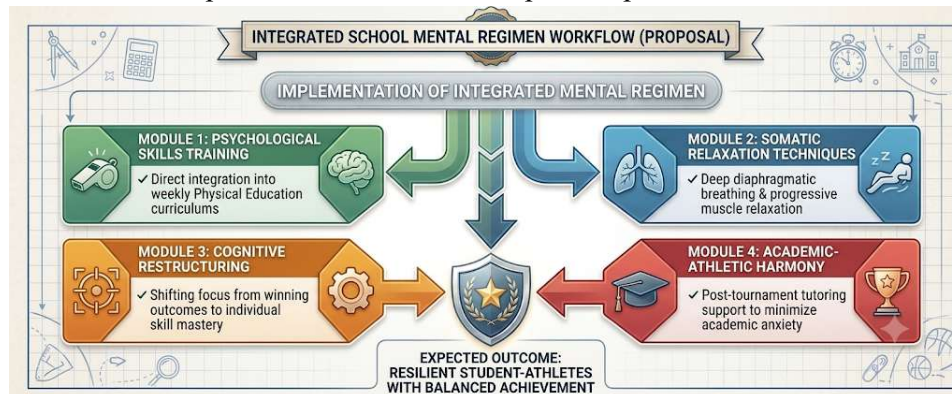 INTEGRATED SCHOOL MENTAL REGIMEN WORKFLOW (PROPOSAL)
IMPLEMENTATION OF INTEGRATED MENTAL REGIMEN
MODULE 1: PSYCHOLOGICAL
SKILLS TRAINING
✓ Direct integration into
weekly Physical Education
curriculums
MODULE 2: SOMATIC
RELAXATION TECHNIQUES
✓ Deep diaphragmatic
breathing & progressive
muscle relaxation
MODULE 3: COGNITIVE
RESTRUCTURING
✓ Shifting focus from winning
outcomes to individual
skill mastery
MODULE 4: ACADEMIC-
ATHLETIC HARMONY
✓ Post-tournament tutoring
support to minimize
academic anxiety
EXPECTED OUTCOME:
RESILIENT STUDENT-ATHLETES
WITH BALANCED ACHIEVEMENT